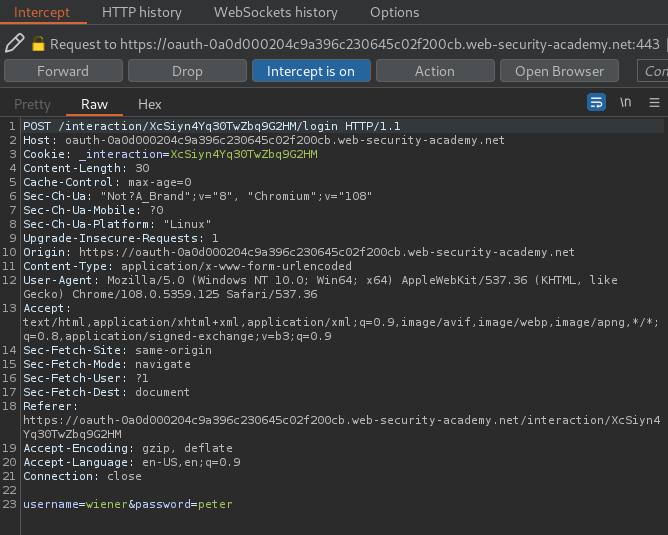 Intercept HTTP history WebSockets history Options
Request to https://oauth-0a0d000204c9a396c230645c02f200cb.web-security-academy.net:443
Forward Drop Intercept is on Action Open Browser Con
Pretty Raw Hex \n
1 POST /interaction/XcSiyn4Yq30TwZbq9G2HM/login HTTP/1.1
2 Host: oauth-0a0d000204c9a396c230645c02f200cb.web-security-academy.net
3 Cookie: _interaction=XcSiyn4Yq30TwZbq9G2HM
4 Content-Length: 30
5 Cache-Control: max-age=0
6 Sec-Ch-Ua: "Not?A_Brand";v="8", "Chromium";v="108"
7 Sec-Ch-Ua-Mobile: ?0
8 Sec-Ch-Ua-Platform: "Linux"
9 Upgrade-Insecure-Requests: 1
10 Origin: https://oauth-0a0d000204c9a396c230645c02f200cb.web-security-academy.net
11 Content-Type: application/x-www-form-urlencoded
12 User-Agent: Mozilla/5.0 (Windows NT 10.0; Win64; x64) AppleWebKit/537.36 (KHTML, like
Gecko) Chrome/108.0.5359.125 Safari/537.36
13 Accept:
text/html,application/xhtml+xml,application/xml;q=0.9,image/avif,image/webp,image/apng,*/*;
q=0.8,application/signed-exchange;v=b3;q=0.9
14 Sec-Fetch-Site: same-origin
15 Sec-Fetch-Mode: navigate
16 Sec-Fetch-User: ?1
17 Sec-Fetch-Dest: document
18 Referer:
https://oauth-0a0d000204c9a396c230645c02f200cb.web-security-academy.net/interaction/XcSiyn4
Yq30TwZbq9G2HM
19 Accept-Encoding: gzip, deflate
20 Accept-Language: en-US,en;q=0.9
21 Connection: close
22
23 username=wiener&password=peter